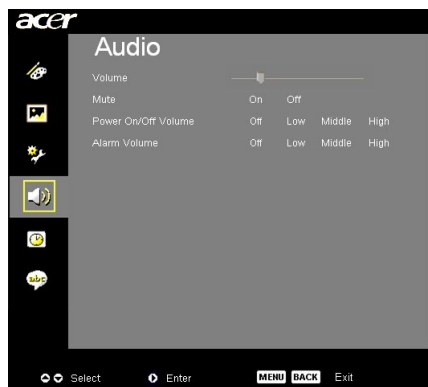 acer
Audio
Volume
Mute On Off
Power On/Off Volume Off Low Middle High
Alarm Volume Off Low Middle High
abc
Select Enter MENU BACK Exit